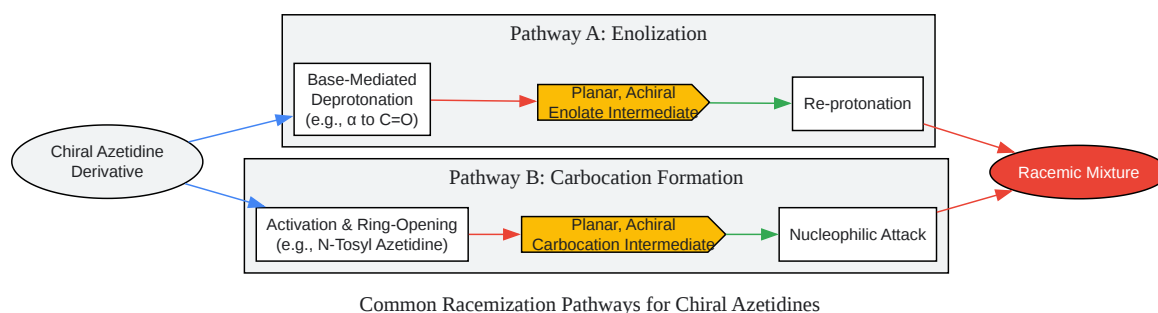 Pathway A: Enolization
Base-Mediated
Deprotonation
(e.g., α to C=O)
Planar, Achiral
Enolate Intermediate
Re-protonation
Chiral Azetidine
Derivative
Racemic Mixture
Pathway B: Carbocation Formation
Activation & Ring-Opening
(e.g., N-Tosyl Azetidine)
Planar, Achiral
Carbocation Intermediate
Nucleophilic Attack
Common Racemization Pathways for Chiral Azetidines